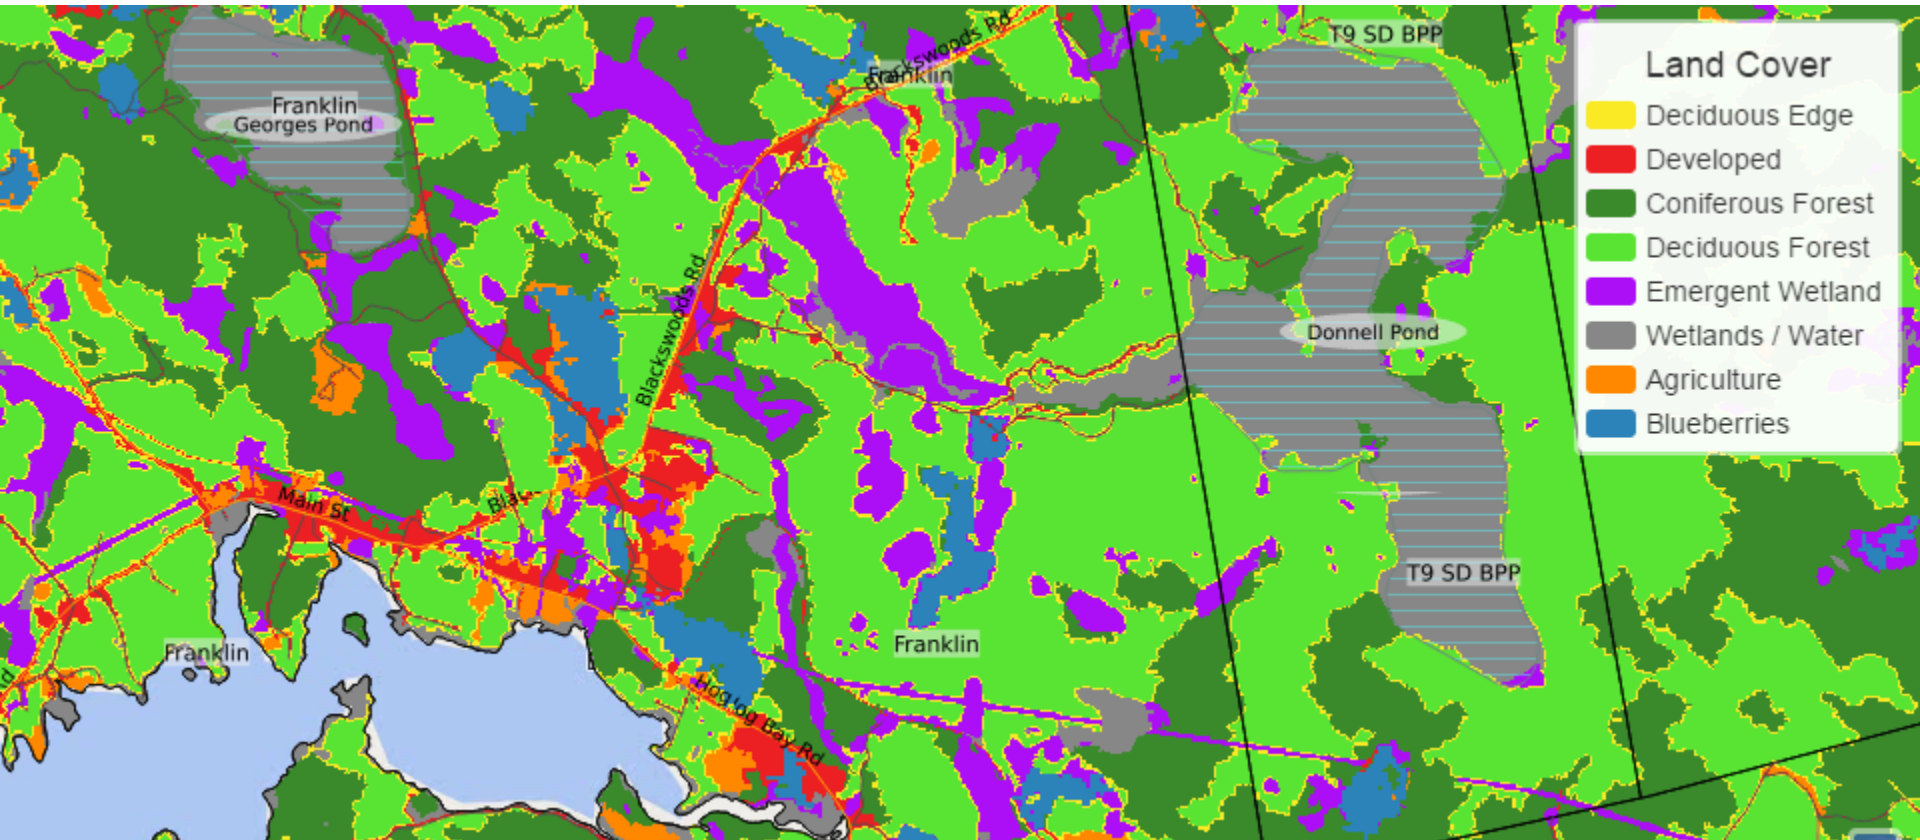 T9 SD BPP
Blackswoods Rd
Franklin
Franklin
Georges Pond
Land Cover
Deciduous Edge
Developed
Coniferous Forest
Deciduous Forest
Emergent Wetland
Wetlands / Water
Agriculture
Blueberries
Blackswoods Rd
Donnell Pond
Main St
T9 SD BPP
Franklin
Franklin
Bay Rd